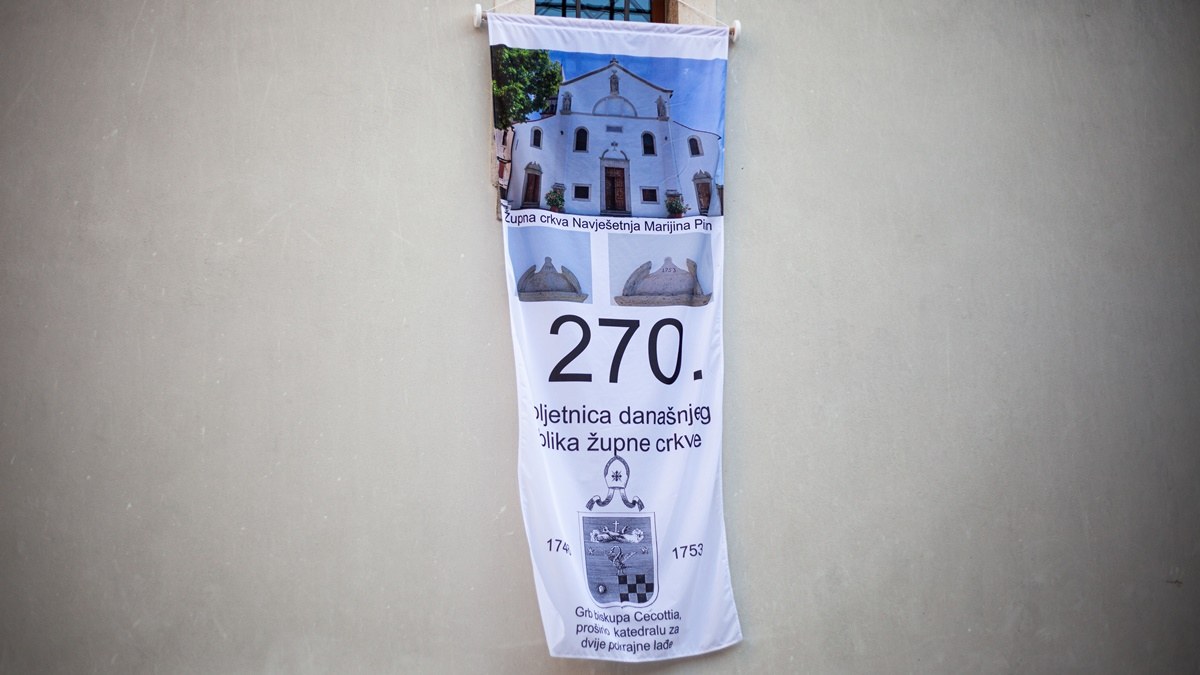 Župna crkva Navješetnja Marijina Pin
270.
oljetnica današnjeg
oblika župne crkve
1753
Grb biskupa Cecottia,
katedralu za
dvije pokrajne lađe